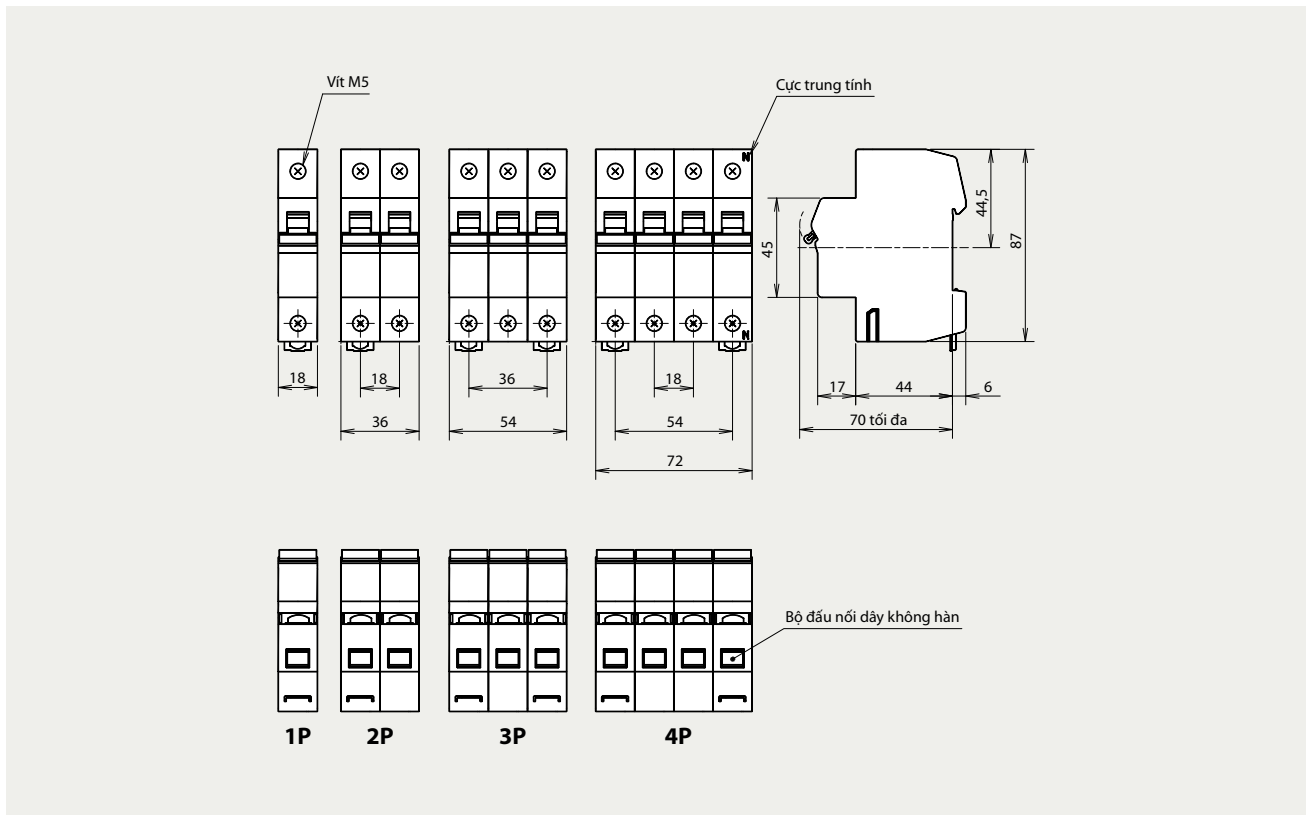 Vít M5
Cực trung tính
N
44,5
87
45
N
18
18
36
18
17
44
6
36
54
54
70 tối đa
72
Bộ đấu nối dây không hàn
1P
2P
3P
4P